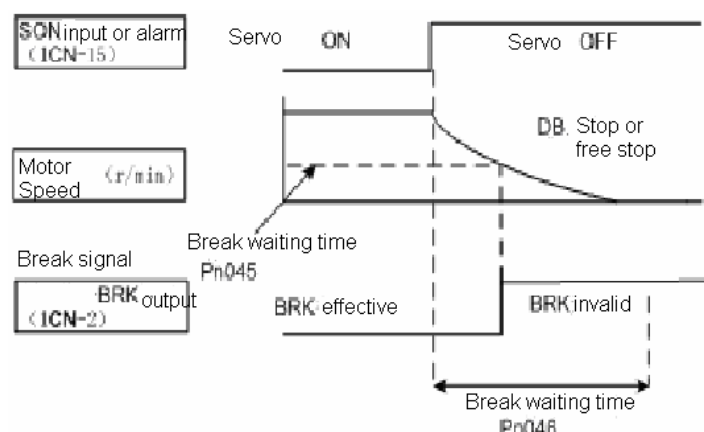 SON input or alarm
(1CN-15)
Servo ON
Servo OFF
DB. Stop or
free stop
Motor
Speed (r/min)
Break waiting time
Pn045
Break signal
BRK output
(1CN-2)
BRK effective
BRK invalid
Break waiting time
Pn046